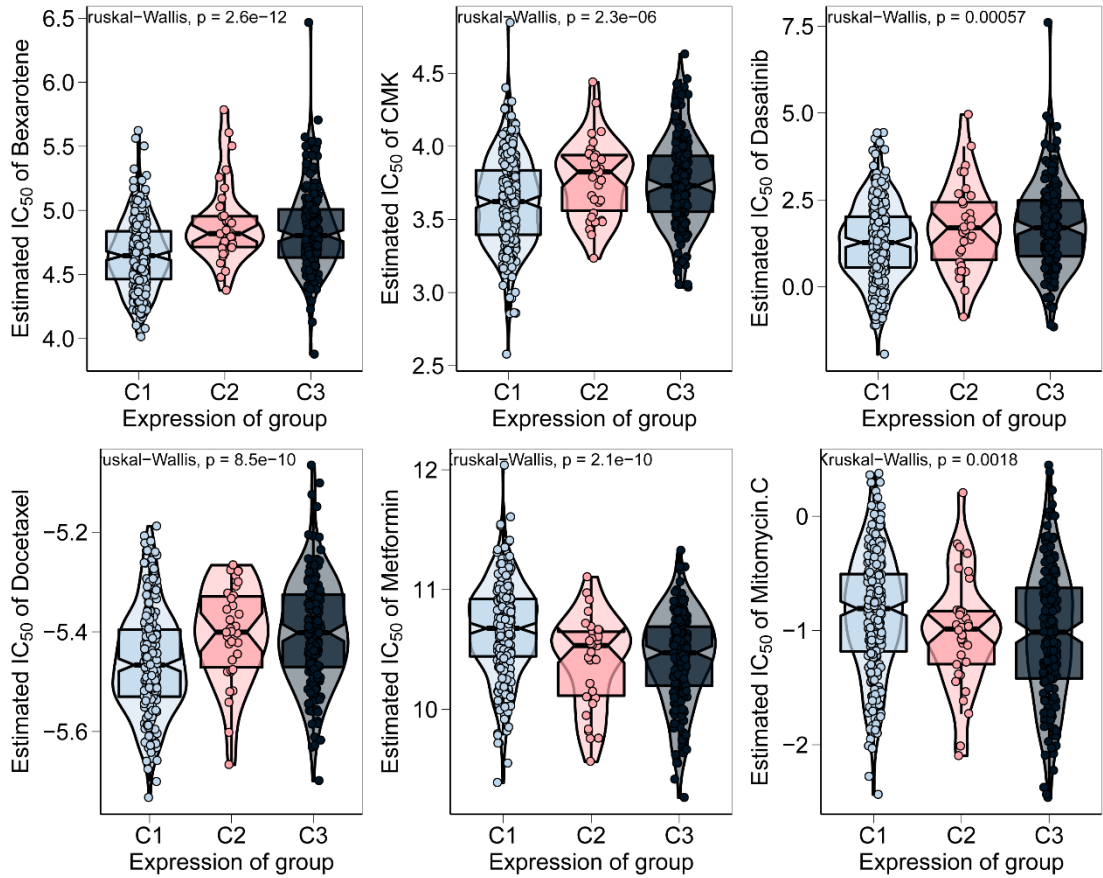 ruskal−Wallis, p = 2.6e−12
Estimated IC50 of Bexarotene
6.5
6.0
5.5
5.0
4.5
4.0
C1 C2 C3
Expression of group
ruskal−Wallis, p = 2.3e−06
Estimated IC50 of CMK
4.5
4.0
3.5
3.0
2.5
C1 C2 C3
Expression of group
ruskal−Wallis, p = 0.00057
Estimated IC50 of Dasatinib
7.5
5.0
2.5
0.0
C1 C2 C3
Expression of group
ruskal−Wallis, p = 8.5e−10
Estimated IC50 of Docetaxel
−5.2
−5.4
−5.6
C1 C2 C3
Expression of group
ruskal−Wallis, p = 2.1e−10
Estimated IC50 of Metformin
12
11
10
C1 C2 C3
Expression of group
Kruskal−Wallis, p = 0.0018
Estimated IC50 of Mitomycin.C
0
−1
−2
C1 C2 C3
Expression of group